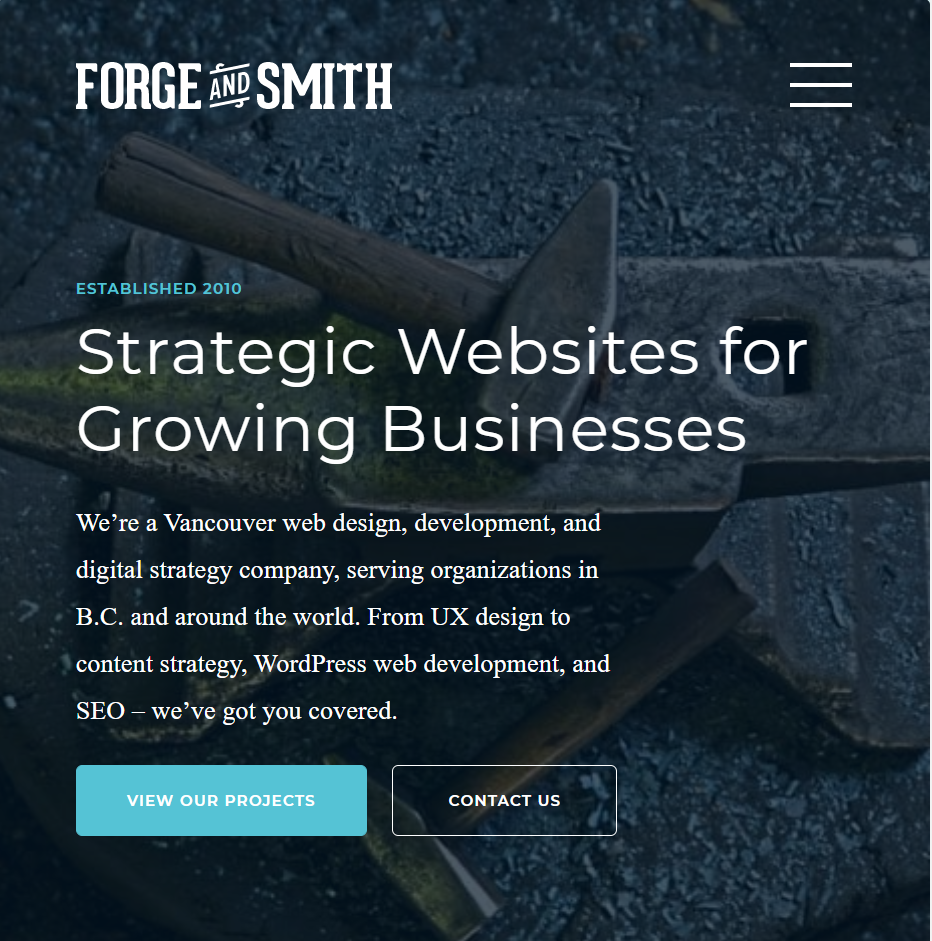 FORGE AND SMITH
ESTABLISHED 2010
Strategic Websites for
Growing Businesses
We’re a Vancouver web design, development, and
digital strategy company, serving organizations in
B.C. and around the world. From UX design to
content strategy, WordPress web development, and
SEO – we’ve got you covered.
VIEW OUR PROJECTS
CONTACT US